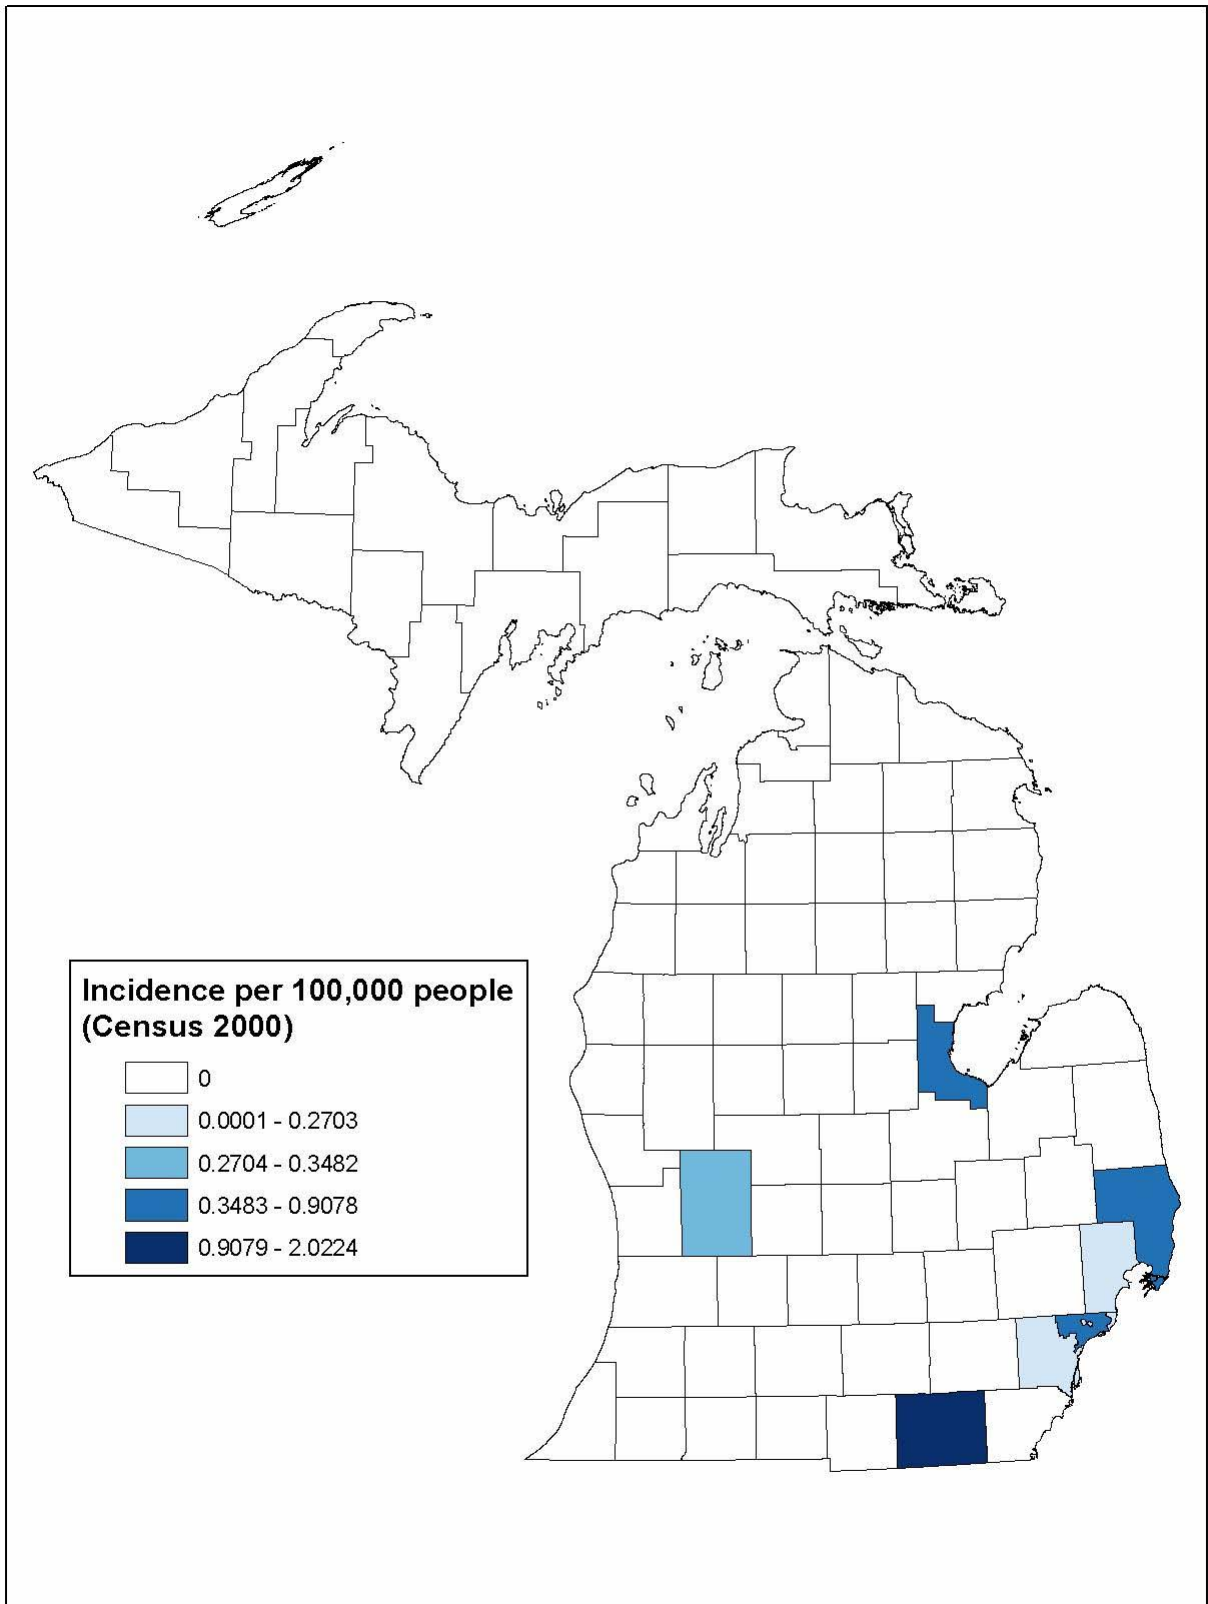 Incidence per 100,000 people
(Census 2000)
0
0.0001 - 0.2703
0.2704 - 0.3482
0.3483 - 0.9078
0.9079 - 2.0224